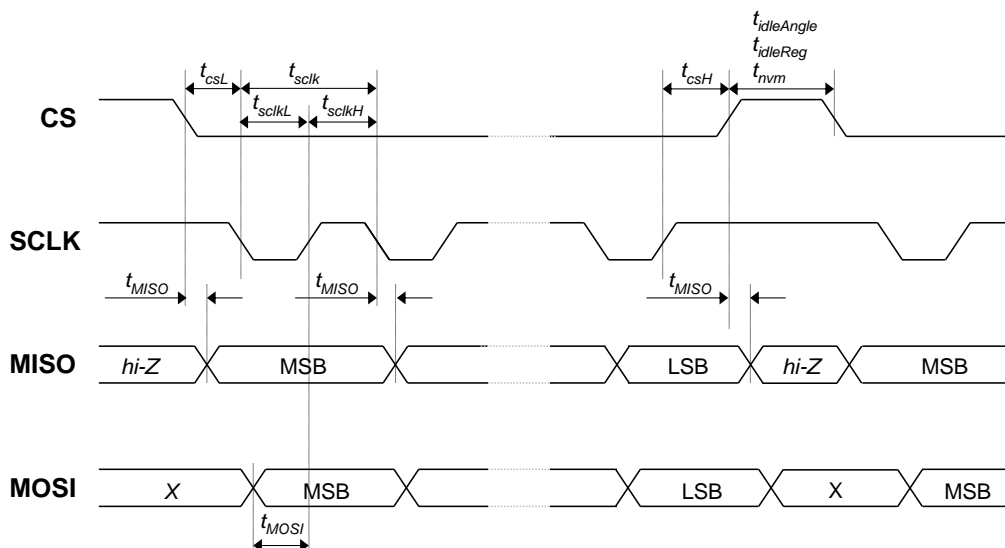 t_idleAngle
t_idleReg
t_csL t_sclk t_csH t_nvm
CS t_sclkL t_sclkH
SCLK
t_MISO t_MISO t_MISO
MISO hi-Z MSB LSB hi-Z MSB
MOSI X MSB LSB X MSB
t_MOSI